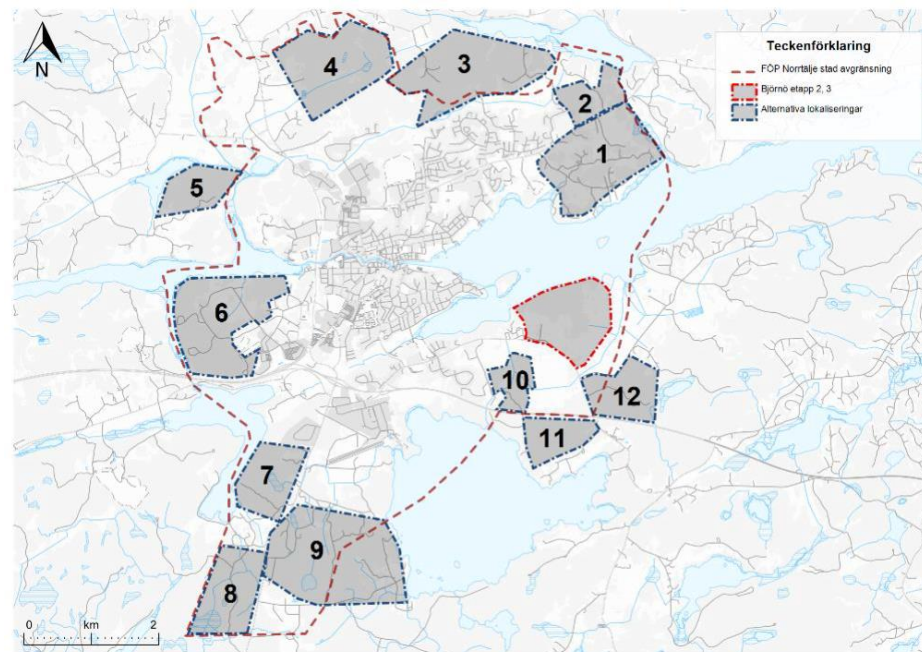 Teckenförklaring
FÖP Norrtälje stad avgränsning
Björnö etapp 2, 3
Alternativa lokaliseringar
N
4
3
2
1
5
6
10
12
11
7
9
8
0 km 2